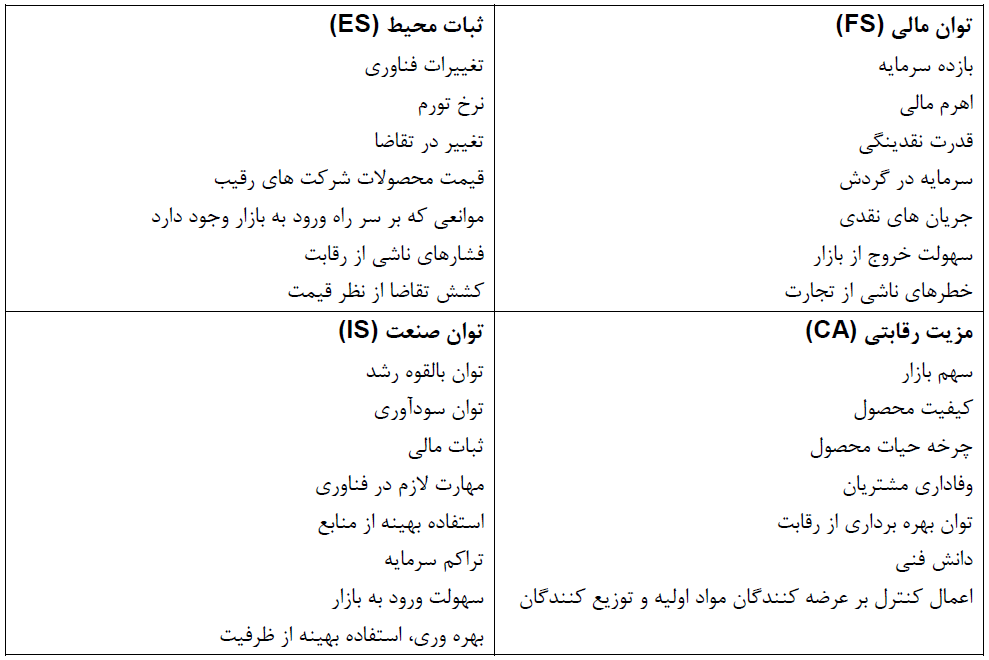 توان مالی (FS)
بازده سرمایه
اهرم مالی
قدرت نقدینگی
سرمایه در گردش
جریان های نقدی
سهولت خروج از بازار
خطرهای ناشی از تجارت
ثبات محیط (ES)
تغییرات فناوری
نرخ تورم
تغییر در تقاضا
قیمت محصولات شرکت های رقیب
موانعی که بر سر راه ورود به بازار وجود دارد
فشارهای ناشی از رقابت
کشش تقاضا از نظر قیمت
مزیت رقابتی (CA)
سهم بازار
کیفیت محصول
چرخه حیات محصول
وفاداری مشتریان
توان بهره برداری از رقابت
دانش فنی
اعمال کنترل بر عرضه کنندگان مواد اولیه و توزیع کنندگان
توان صنعت (IS)
توان بالقوه رشد
توان سودآوری
ثبات مالی
مهارت لازم در فناوری
استفاده بهینه از منابع
تراکم سرمایه
سهولت ورود به بازار
بهره وری، استفاده بهینه از ظرفیت